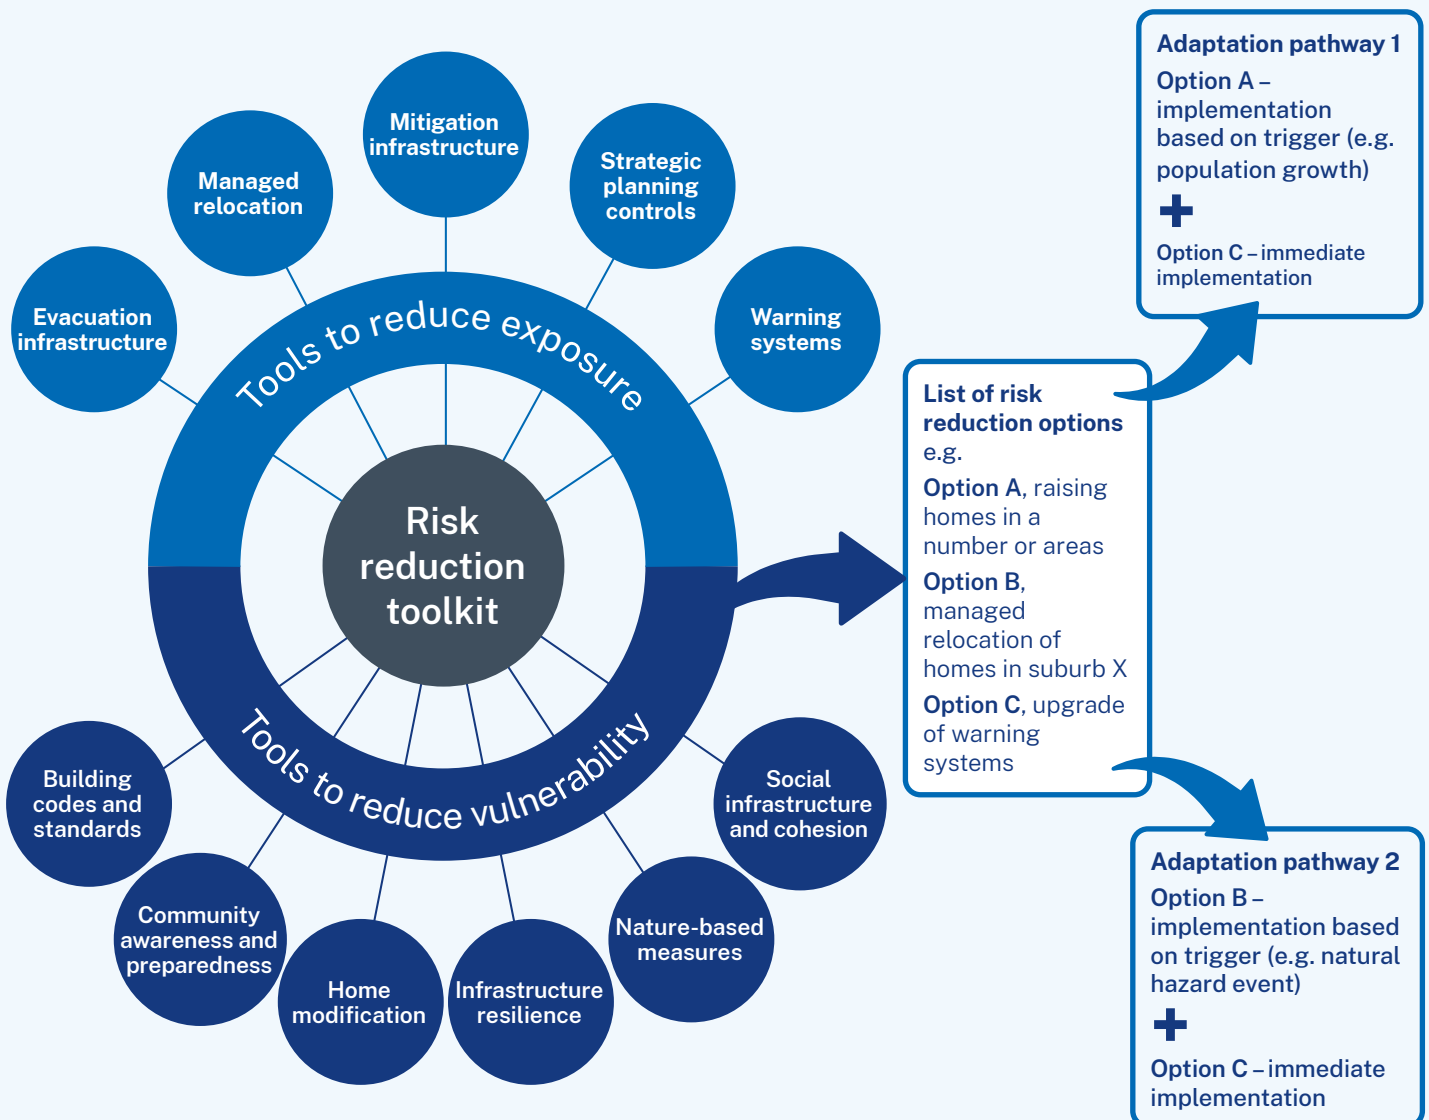 Mitigation
infrastructure
Managed
relocation
Strategic
planning
controls
Evacuation
infrastructure
Warning
systems
Tools to reduce exposure
Risk
reduction
toolkit
Tools to reduce vulnerability
Building
codes and
standards
Community
awareness and
preparedness
Home
modification
Infrastructure
resilience
Nature-based
measures
Social
infrastructure
and cohesion
List of risk
reduction options
e.g.
Option A, raising
homes in a
number or areas
Option B,
managed
relocation of
homes in suburb X
Option C, upgrade
of warning
systems
Adaptation pathway 1
Option A –
implementation
based on trigger (e.g.
population growth)
+
Option C – immediate
implementation
Adaptation pathway 2
Option B –
implementation based
on trigger (e.g. natural
hazard event)
+
Option C – immediate
implementation